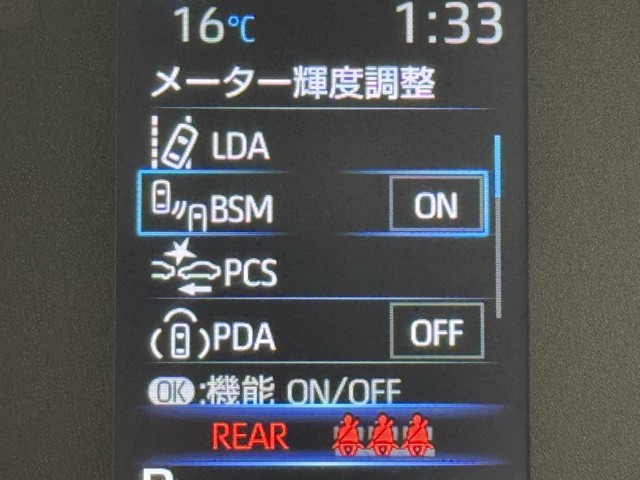 16℃ 1:33
メーター輝度調整
LDA
BSM ON
PCS
PDA OFF
OK:機能 ON/OFF
REAR